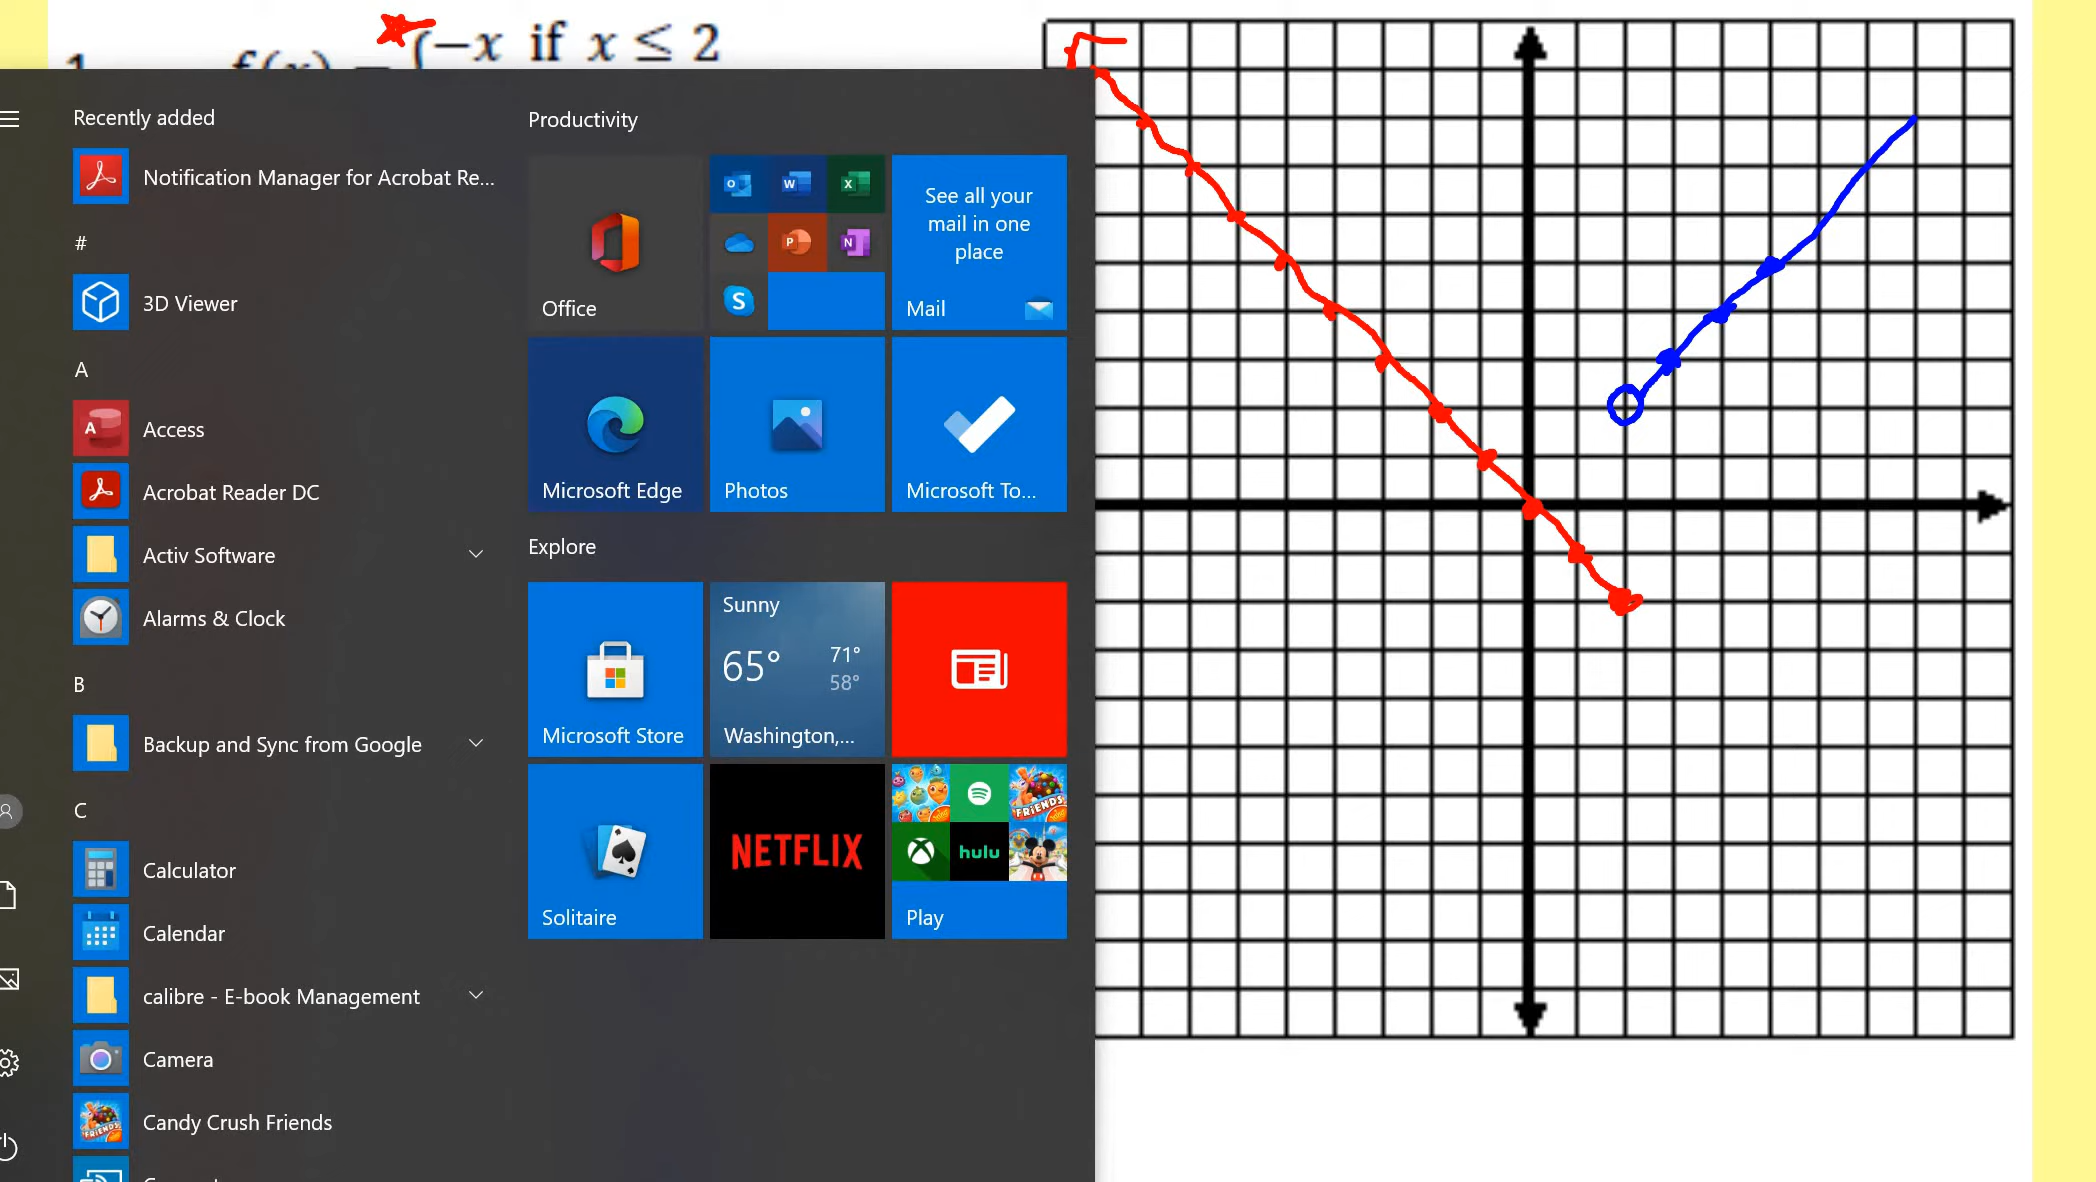 −x if x ≤ 2
1. f(x) =
Recently added
Notification Manager for Acrobat Re...
#
3D Viewer
A
Access
Acrobat Reader DC
Activ Software
Alarms & Clock
B
Backup and Sync from Google
C
Calculator
Calendar
calibre - E-book Management
Camera
Candy Crush Friends
Productivity
Office
See all your
mail in one
place
Mail
Microsoft Edge
Photos
Microsoft To...
Explore
Microsoft Store
Sunny
65°
71°
58°
Washington,...
Solitaire
NETFLIX
FRIENDS
hulu
Play